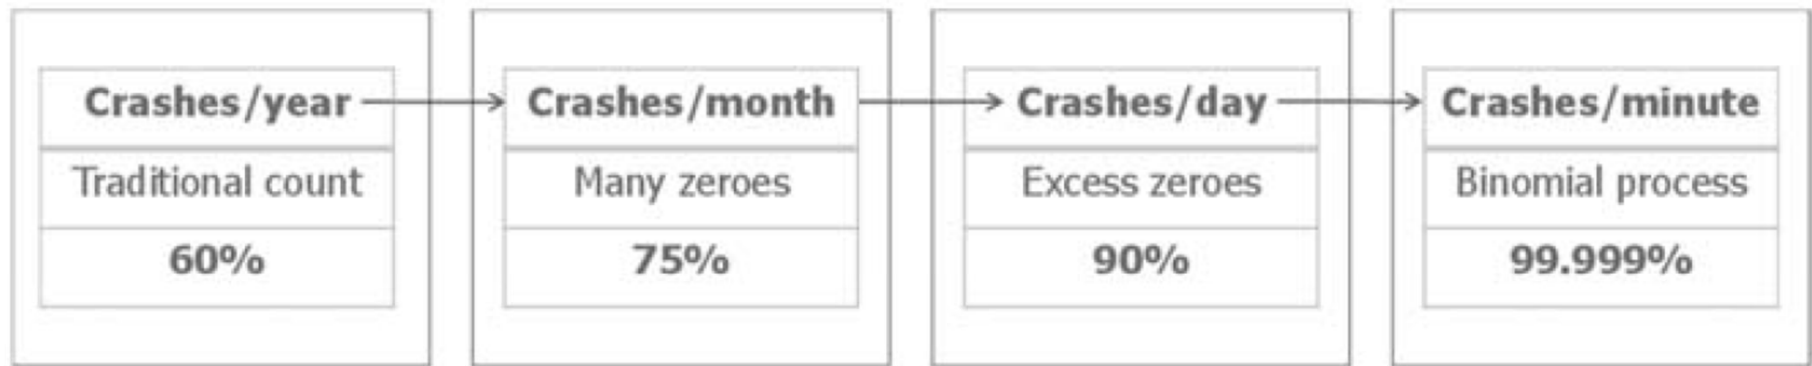 Crashes/year
Traditional count
60%
Crashes/month
Many zeroes
75%
Crashes/day
Excess zeroes
90%
Crashes/minute
Binomial process
99.999%